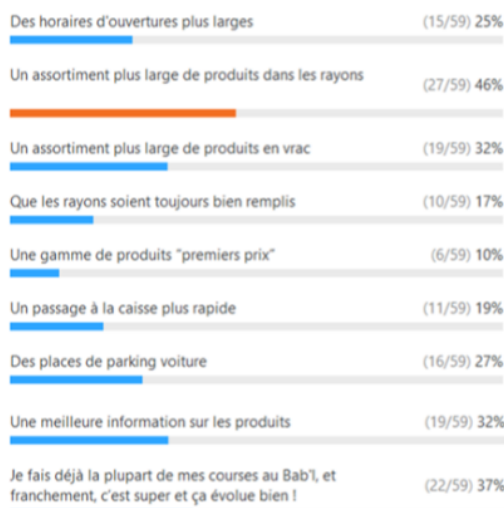 Des horaires d'ouvertures plus larges (15/59) 25%
Un assortiment plus large de produits dans les rayons (27/59) 46%
Un assortiment plus large de produits en vrac (19/59) 32%
Que les rayons soient toujours bien remplis (10/59) 17%
Une gamme de produits "premiers prix" (6/59) 10%
Un passage à la caisse plus rapide (11/59) 19%
Des places de parking voiture (16/59) 27%
Une meilleure information sur les produits (19/59) 32%
Je fais déjà la plupart de mes courses au Bab'l, et
franchement, c'est super et ça évolue bien ! (22/59) 37%